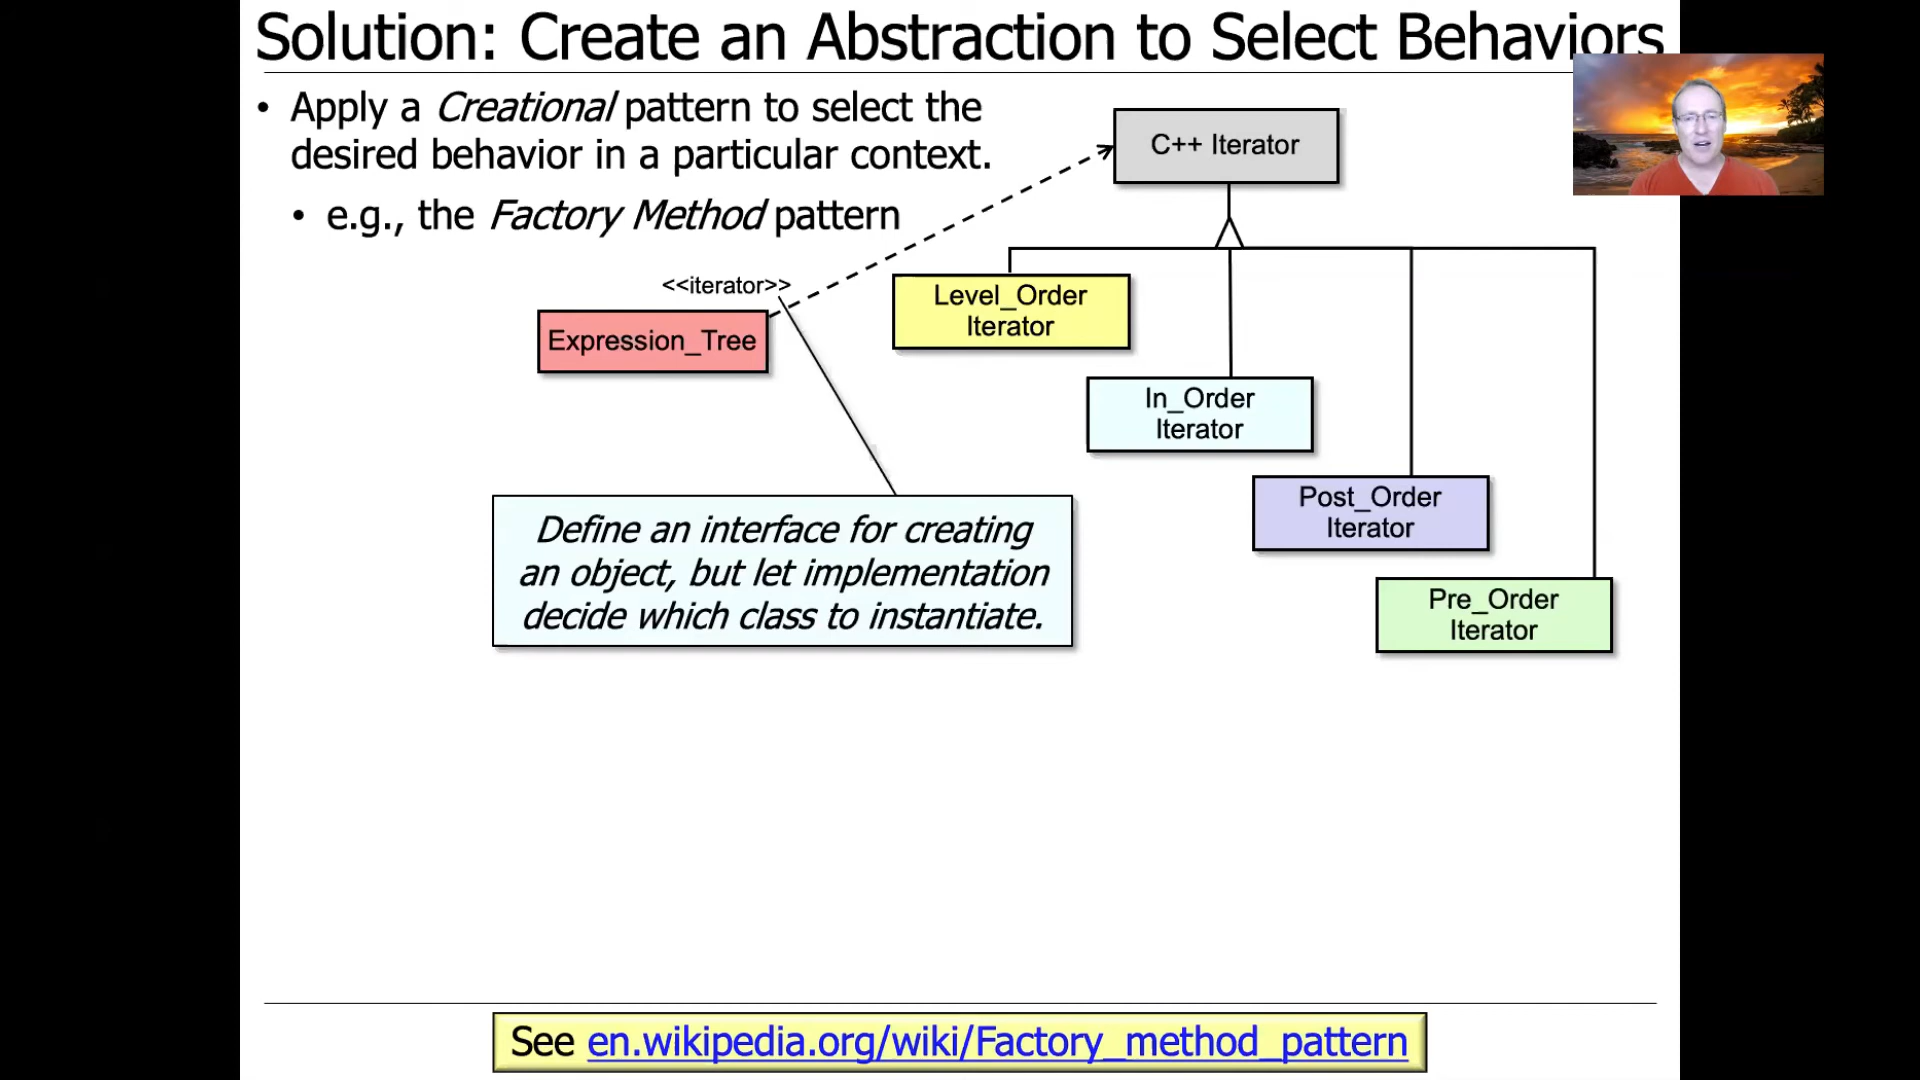 Solution: Create an Abstraction to Select Behaviors
• Apply a Creational pattern to select the
desired behavior in a particular context.
• e.g., the Factory Method pattern
C++ Iterator
<<iterator>>
Expression_Tree
Level_Order
Iterator
In_Order
Iterator
Post_Order
Iterator
Pre_Order
Iterator
Define an interface for creating
an object, but let implementation
decide which class to instantiate.
See en.wikipedia.org/wiki/Factory_method_pattern